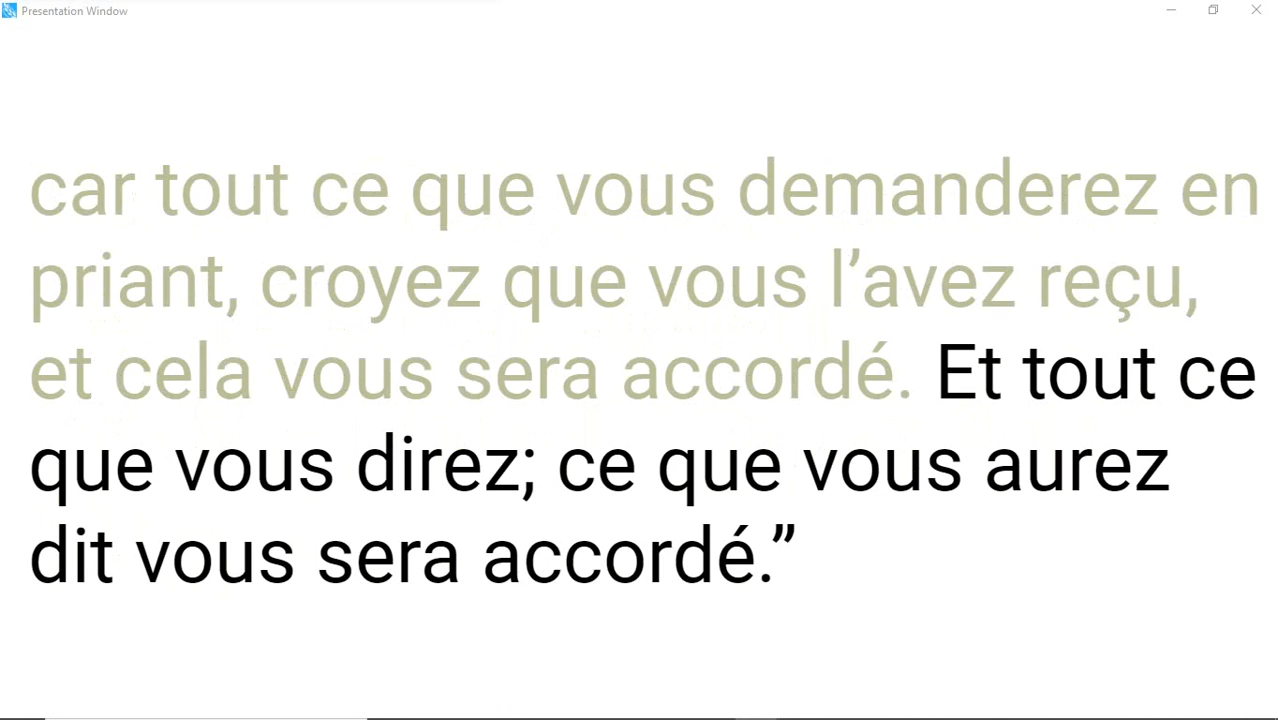 Presentation Window
car tout ce que vous demanderez en
priant, croyez que vous l’avez reçu,
et cela vous sera accordé. Et tout ce
que vous direz; ce que vous aurez
dit vous sera accordé.”